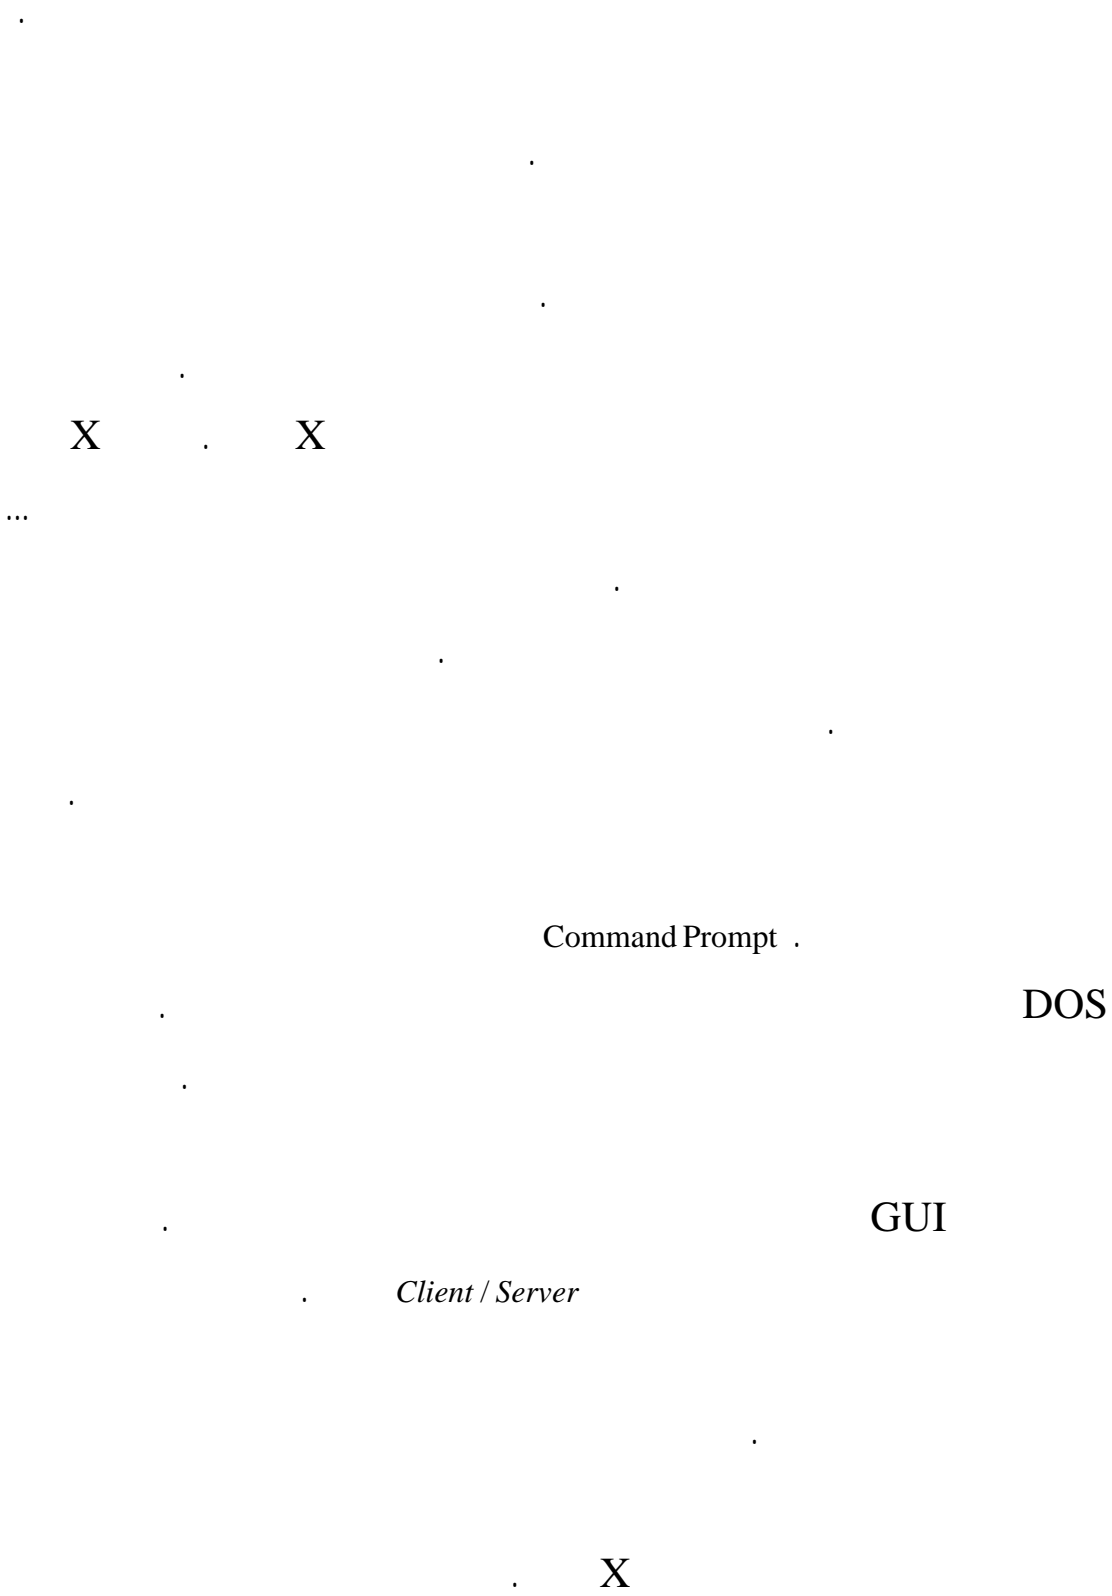 .
.
.
.
X . X
...
.
.
.
.
Command Prompt .
. DOS
.
. GUI
. Client / Server
.
. X